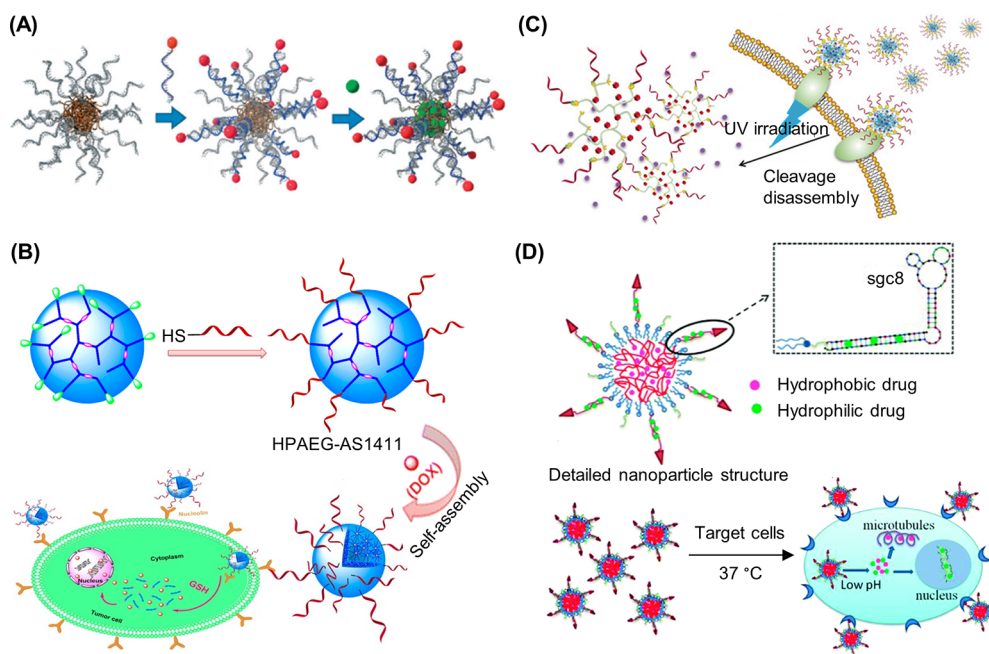 (A)
(B)
HS
HPAEG-AS1411
(DOX)
Self-assembly
Nucleolin
Cytoplasm
Nucleus
GSH
Tumor cell
(C)
UV irradiation
Cleavage
disassembly
(D)
sgc8
Hydrophobic drug
Hydrophilic drug
Detailed nanoparticle structure
Target cells
37 °C
microtubules
Low pH
nucleus